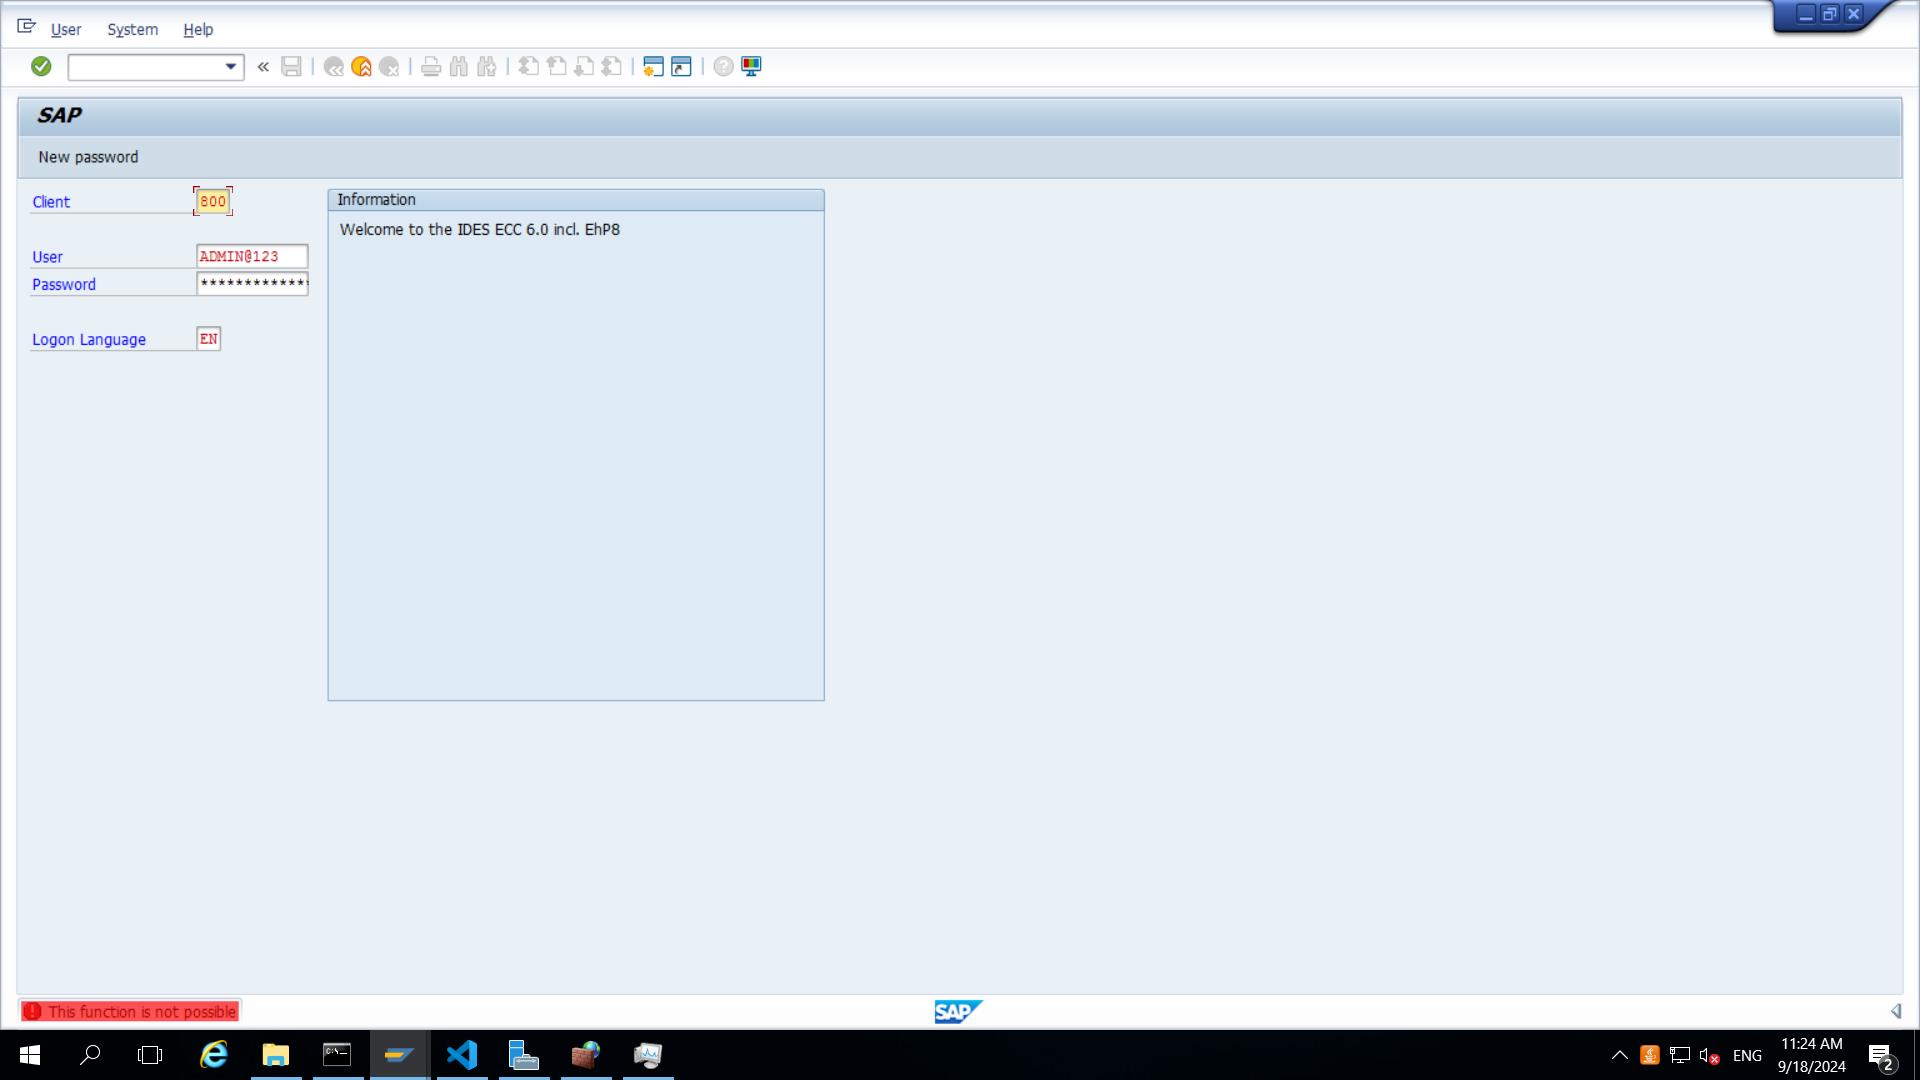 User System Help
SAP
New password
Client 800
Information
Welcome to the IDES ECC 6.0 incl. EhP8
User ADMIN@123
Password *************
Logon Language EN
This function is not possible
SAP
ENG
11:24 AM
9/18/2024
2